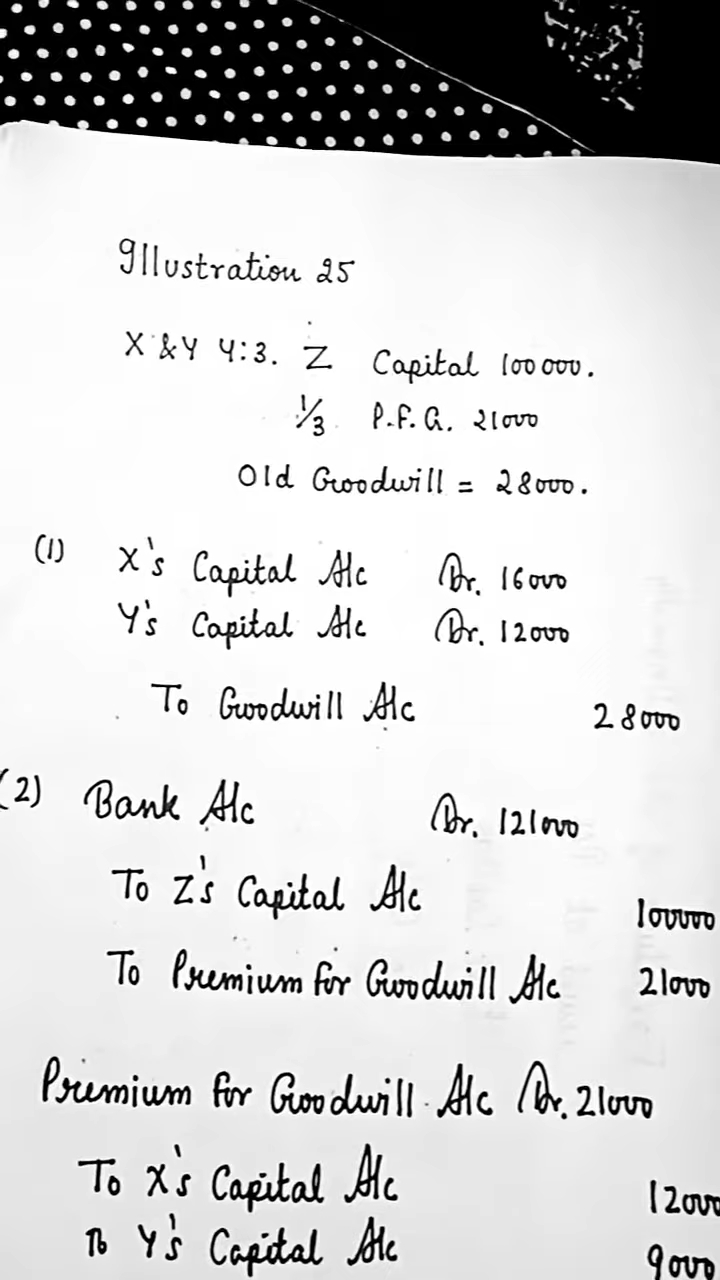 Illustration 25
X & Y 4:3. Z Capital 100000.
1/3 P.F.G. 21000
Old Goodwill = 28000.
(1) X's Capital A/c Dr. 16000
Y's Capital A/c Dr. 12000
To Goodwill A/c 28000
(2) Bank A/c Dr. 121000
To Z's Capital A/c 100000
To Premium for Goodwill A/c 21000
Premium for Goodwill A/c Dr. 21000
To X's Capital A/c 12000
To Y's Capital A/c 9000